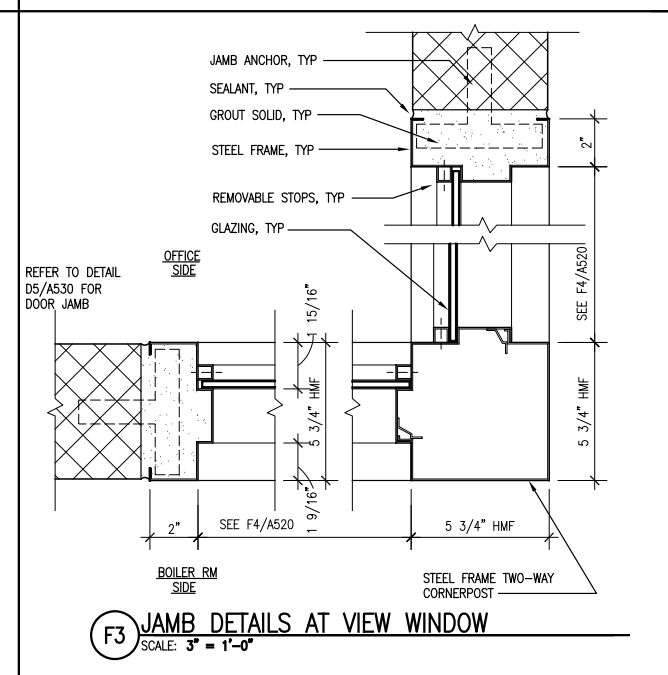 JAMB ANCHOR, TYP
SEALANT, TYP
GROUT SOLID, TYP
STEEL FRAME, TYP
2"
REMOVABLE STOPS, TYP
GLAZING, TYP
OFFICE
SIDE
REFER TO DETAIL
D5/A530 FOR
DOOR JAMB
SEE F4/A520
1 15/16"
5 3/4" HMF
5 3/4" HMF
1 9/16"
2"
SEE F4/A520
5 3/4" HMF
BOILER RM
SIDE
STEEL FRAME TWO-WAY
CORNERPOST
F3
JAMB DETAILS AT VIEW WINDOW
SCALE: 3" = 1'-0"